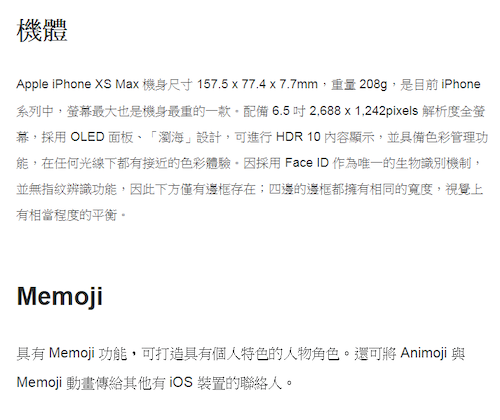 機體
Apple iPhone XS Max 機身尺寸 157.5 x 77.4 x 7.7mm，重量 208g，是目前 iPhone
系列中，螢幕最大也是機身最重的一款。配備 6.5 吋 2,688 x 1,242pixels 解析度全螢
幕，採用 OLED 面板、「瀏海」設計，可進行 HDR 10 內容顯示，並具備色彩管理功
能，在任何光線下都有接近的色彩體驗。因採用 Face ID 作為唯一的生物識別機制，
並無指紋辨識功能，因此下方僅有邊框存在；四邊的邊框都擁有相同的寬度，視覺上
有相當程度的平衡。
Memoji
具有 Memoji 功能，可打造具有個人特色的人物角色。還可將 Animoji 與
Memoji 動畫傳給其他有 iOS 裝置的聯絡人。